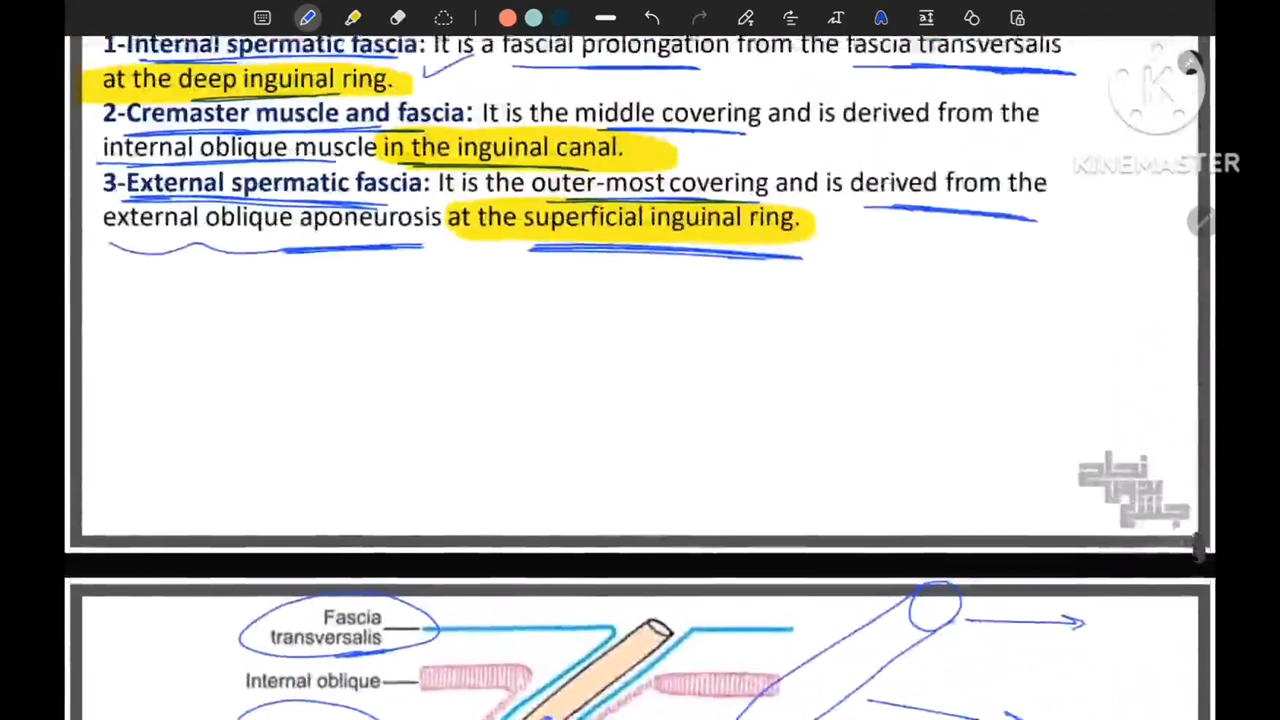 1-Internal spermatic fascia: It is a fascial prolongation from the fascia transversalis
at the deep inguinal ring.
2-Cremaster muscle and fascia: It is the middle covering and is derived from the
internal oblique muscle in the inguinal canal.
3-External spermatic fascia: It is the outer-most covering and is derived from the
external oblique aponeurosis at the superficial inguinal ring.
KINEMASTER
نجاح
بدون
Fascia
transversalis
Internal oblique